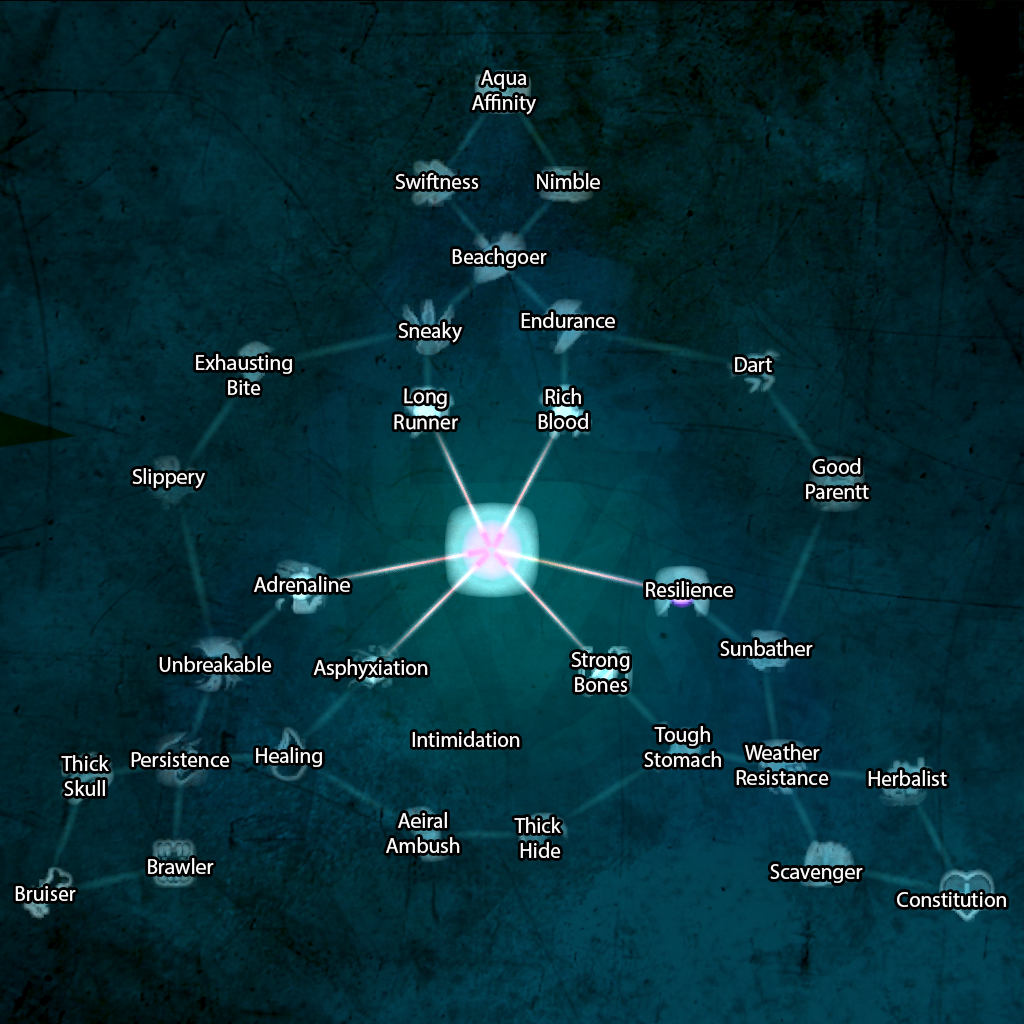 Aqua
Affinity
Swiftness
Nimble
Beachgoer
Sneaky
Endurance
Exhausting
Bite
Dart
Long
Runner
Rich
Blood
Slippery
Good
Parentt
Adrenaline
Resilience
Unbreakable
Asphyxiation
Strong
Bones
Sunbather
Thick
Skull
Persistence
Healing
Intimidation
Tough
Stomach
Weather
Resistance
Herbalist
Aeiral
Ambush
Thick
Hide
Bruiser
Brawler
Scavenger
Constitution